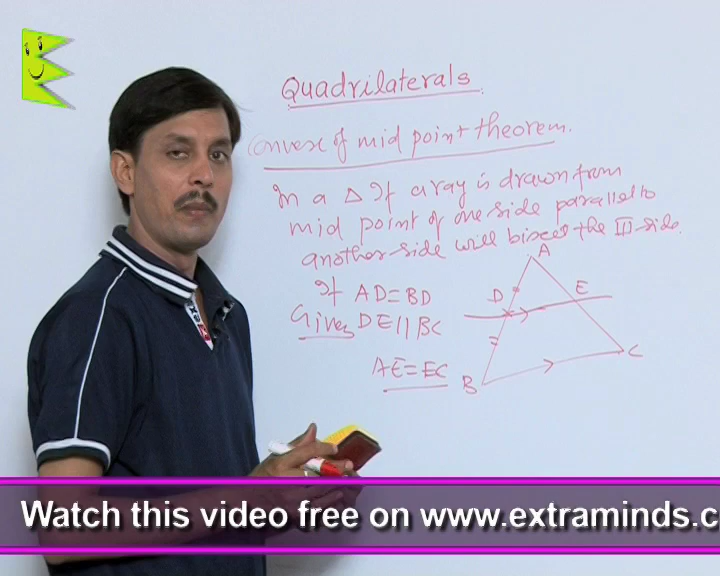 Quadrilaterals
Converse of mid point theorem.
In a Δ If a ray is drawn from
mid point of one side parallel to
another side will bisect the III side.
If AD=BD
Given DE||BC
AE=EC
A
D
E
B
C
Watch this video free on www.extraminds.c